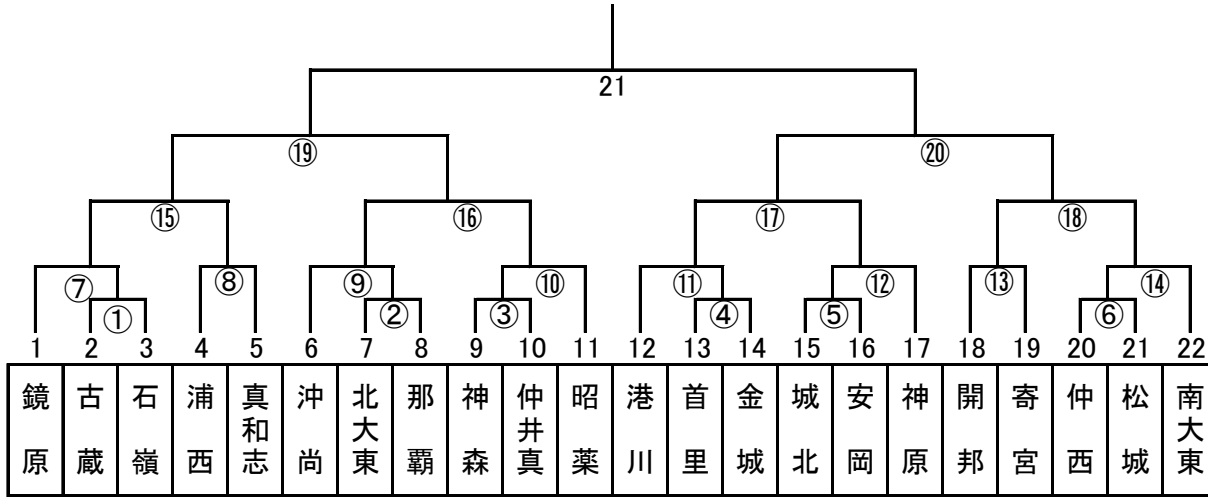 21
⑲ ⑳
⑮ ⑯ ⑰ ⑱
⑦ ⑧ ⑨ ⑩ ⑪ ⑫ ⑬ ⑭
① ② ③ ④ ⑤ ⑥
1 2 3 4 5 6 7 8 9 10 11 12 13 14 15 16 17 18 19 20 21 22
鏡原
古蔵
石嶺
浦西
真和志
沖尚
北大東
那覇
神森
仲井真
昭薬
港川
首里
金城
城北
安岡
神原
開邦
寄宮
仲西
松城
南大東